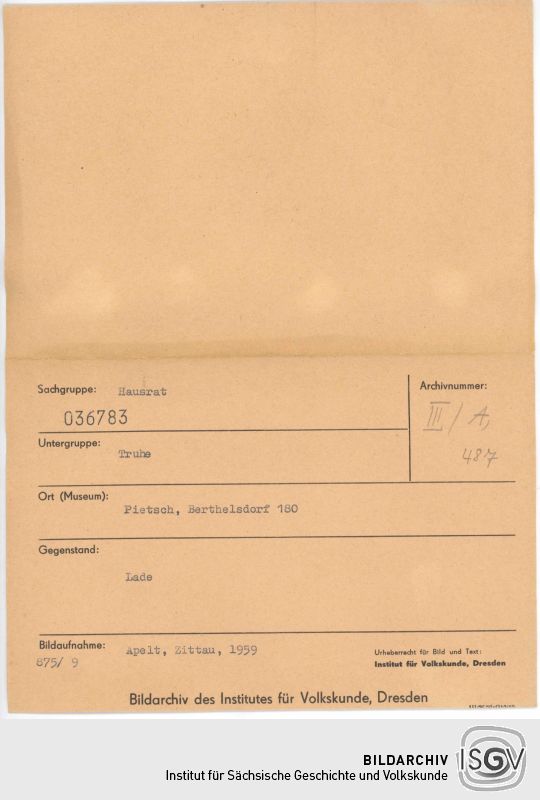 Sachgruppe: Hausrat
Archivnummer:
036783
III / A,
Untergruppe:
Truhe
487
Ort (Museum):
Pietsch, Berthelsdorf 180
Gegenstand:
Lade
Bildaufnahme: Apelt, Zittau, 1959
875/ 9
Urheberrecht für Bild und Text:
Institut für Volkskunde, Dresden
Bildarchiv des Institutes für Volkskunde, Dresden
BILDARCHIV
Institut für Sächsische Geschichte und Volkskunde
ISGV